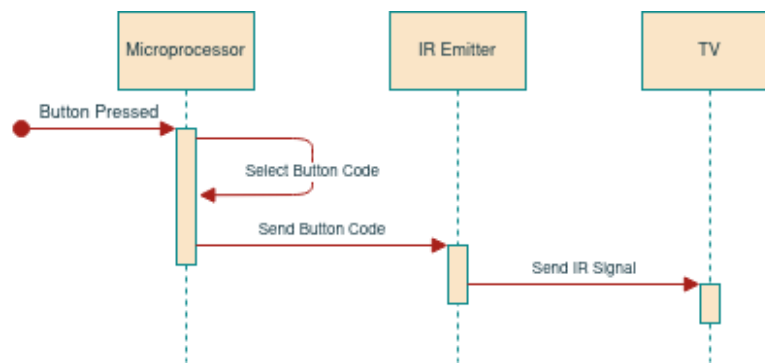 Microprocessor
IR Emitter
TV
Button Pressed
Select Button Code
Send Button Code
Send IR Signal